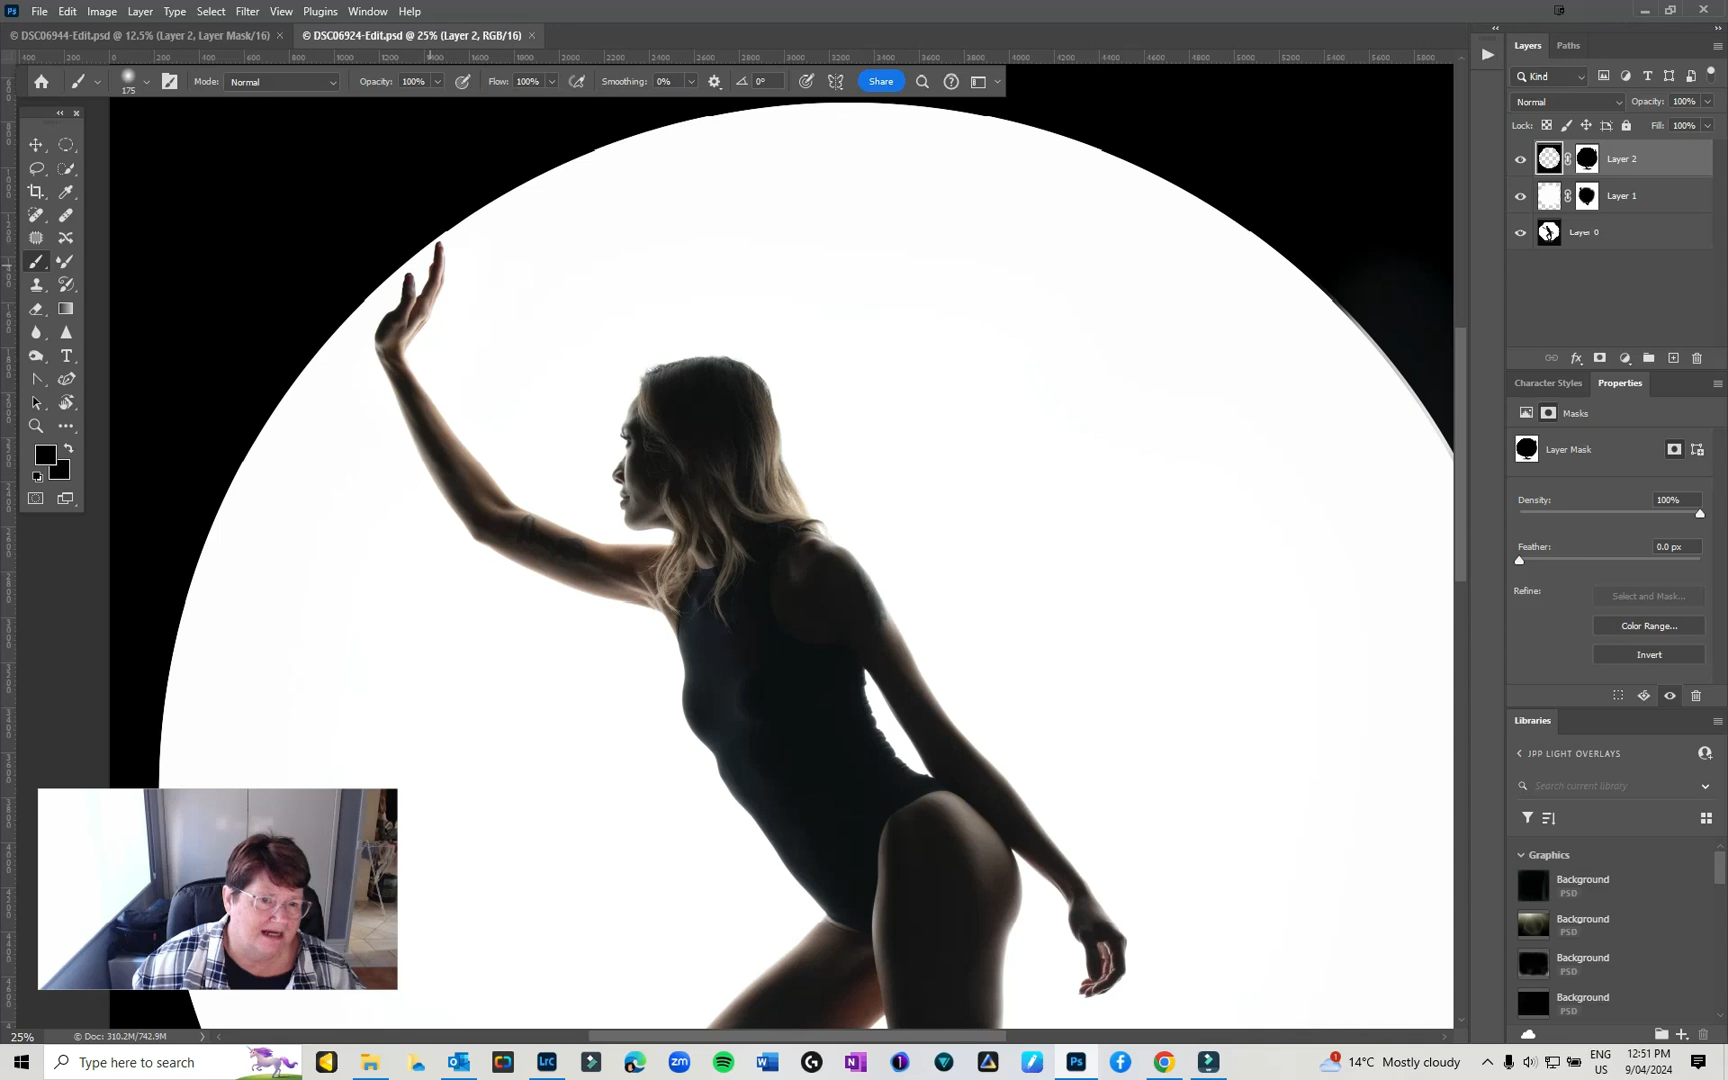 Ps File Edit Image Layer Type Select Filter View Plugins Window Help
© DSC06944-Edit.psd @ 12.5% (Layer 2, Layer Mask/16) × © DSC06924-Edit.psd @ 25% (Layer 2, RGB/16) ×
175 Mode: Normal Opacity: 100% Flow: 100% Smoothing: 0% 0° Share
Layers Paths
Kind
Normal Opacity: 100%
Lock: Fill: 100%
Layer 2
Layer 1
Layer 0
fx
Character Styles Properties
Masks
Layer Mask
Density: 100%
Feather: 0.0 px
Refine: Select and Mask...
Color Range...
Invert
Libraries
JPP LIGHT OVERLAYS
Search current library
Graphics
Background
PSD
Background
PSD
Background
PSD
Background
PSD
25% © Doc: 310.2M/742.9M
Type here to search
14°C Mostly cloudy
ENG
US
12:51 PM
9/04/2024